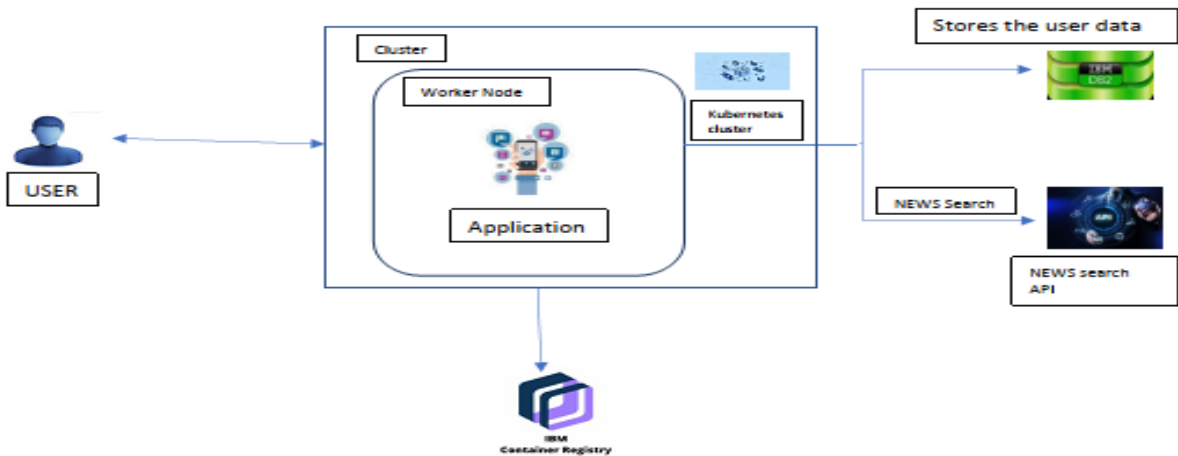 Stores the user data
Cluster
IBM
DB2
Worker Node
Kubernetes
cluster
USER
NEWS Search
API
Application
NEWS search
API
IBM
Container Registry